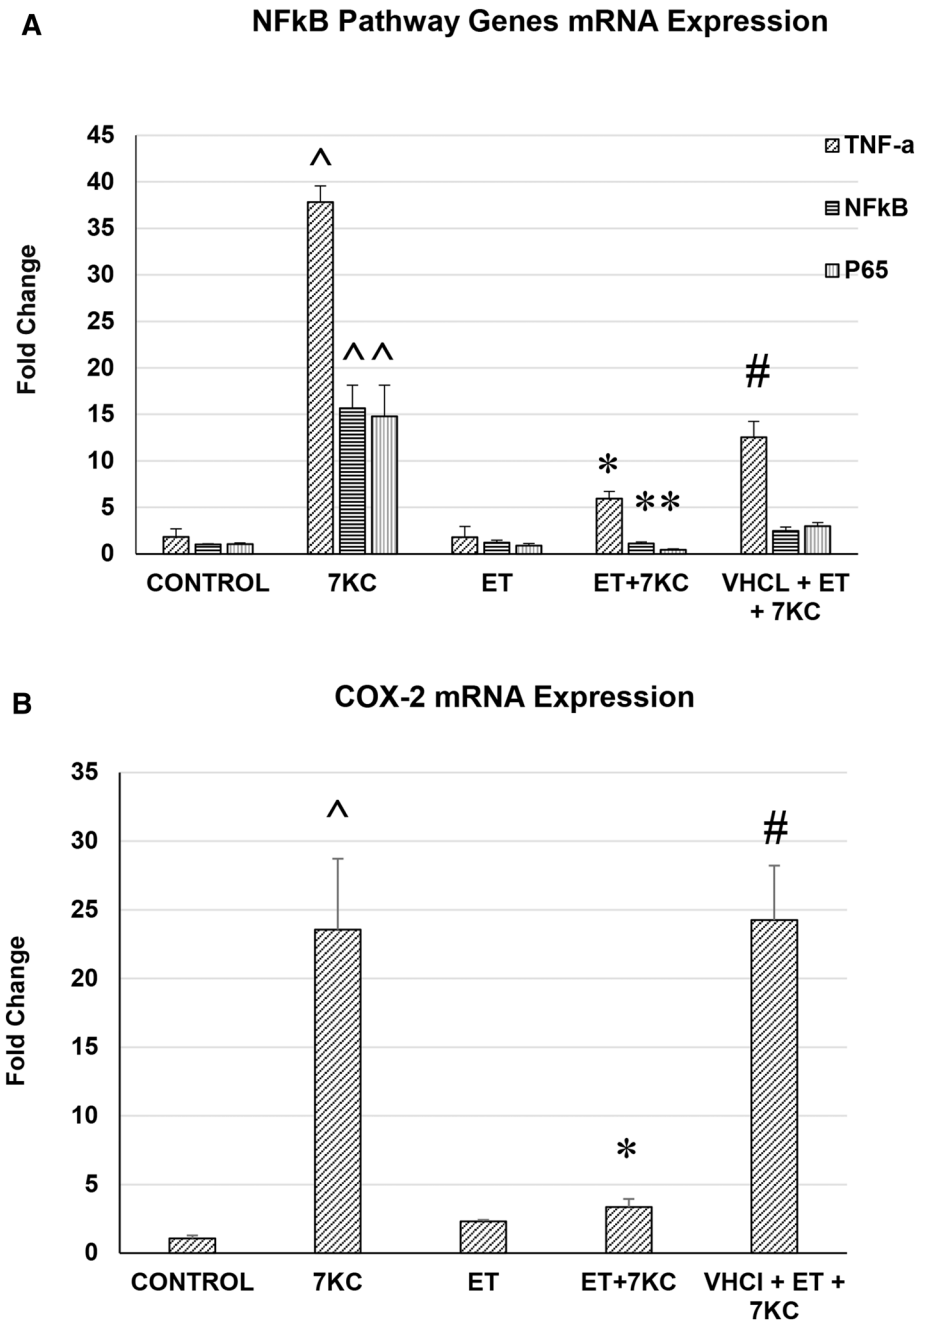 A
NFkB Pathway Genes mRNA Expression
45
40
35
30
25
20
15
10
5
0
Fold Change
^
^ ^
*
**
#
TNF-a
NFkB
P65
CONTROL
7KC
ET
ET+7KC
VHCL + ET
+ 7KC
B
COX-2 mRNA Expression
35
30
25
20
15
10
5
0
Fold Change
^
*
#
CONTROL
7KC
ET
ET+7KC
VHCl + ET +
7KC